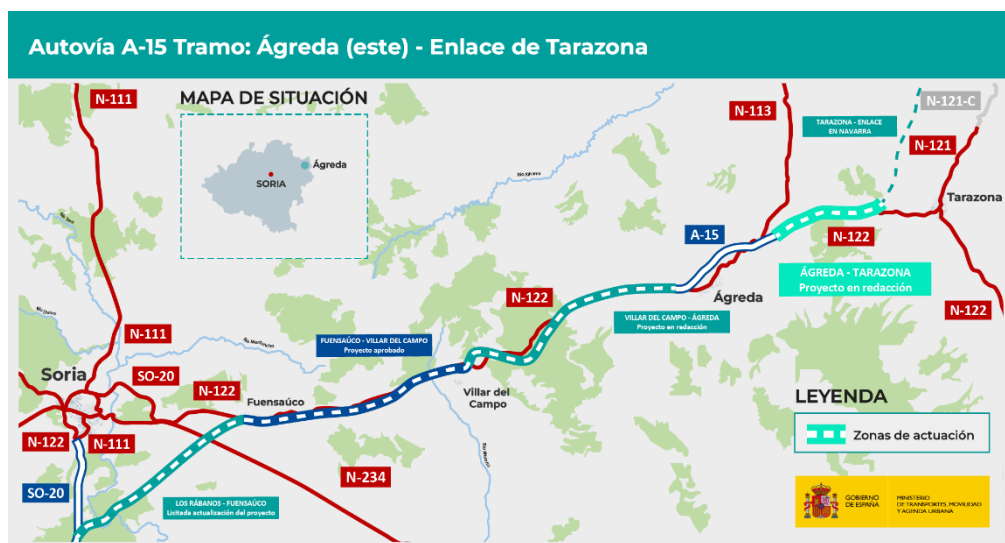 Autovía A-15 Tramo: Ágreda (este) - Enlace de Tarazona
N-111
MAPA DE SITUACIÓN
Ágreda
SORIA
N-113
N-121-C
TARAZONA - ENLACE
EN NAVARRA
N-121
Tarazona
A-15
N-122
ÁGREDA - TARAZONA
Proyecto en redacción
Ágreda
N-122
N-122
VILLAR DEL CAMPO - ÁGREDA
Proyecto en redacción
N-111
FUENSAÚCO - VILLAR DEL CAMPO
Proyecto aprobado
Soria
SO-20
N-122
Fuensaúco
Villar del
Campo
LEYENDA
Zonas de actuación
N-122
N-111
N-234
SO-20
LOS RÁBANOS - FUENSAÚCO
Licitada actualización del proyecto
GOBIERNO
DE ESPAÑA
MINISTERIO
DE TRANSPORTES, MOVILIDAD
Y AGENDA URBANA